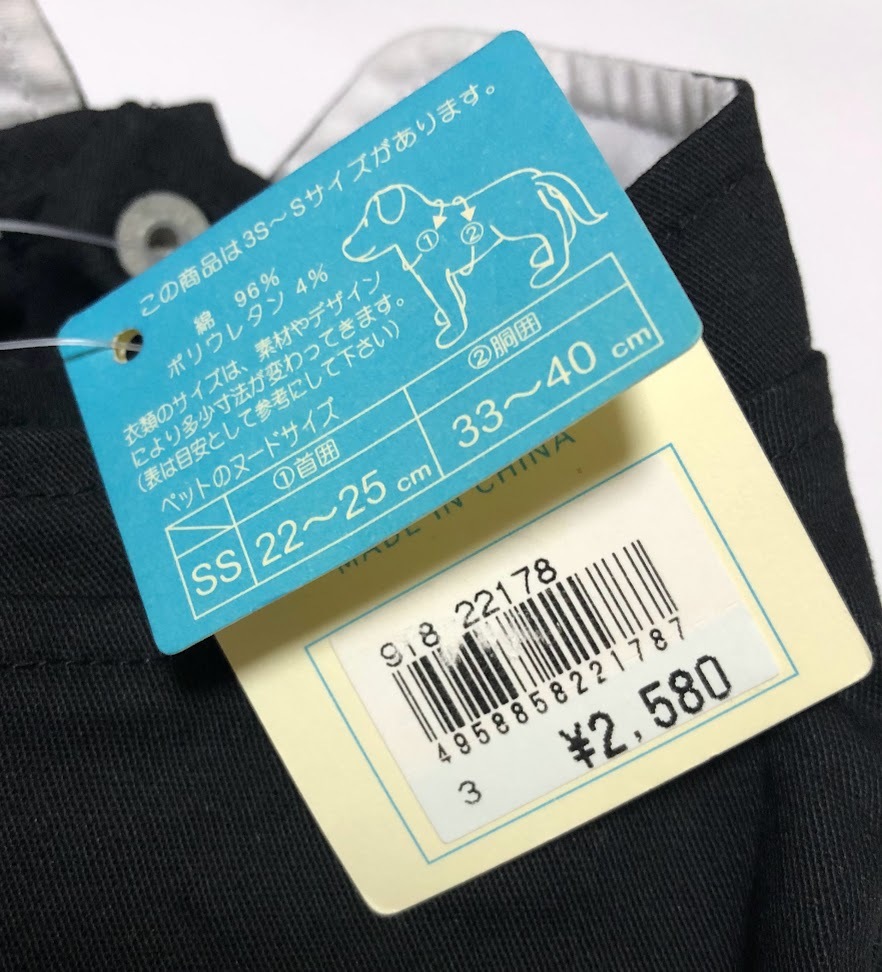 この商品は3S～Sサイズがあります。
綿 96%
ポリウレタン 4%
衣類のサイズは、素材やデザイン
により多少寸法が変わってきます。
(表は目安として参考にして下さい)
ペットのヌードサイズ
① ②
①首囲 ②胴囲
SS 22～25 cm 33～40 cm
MADE IN CHINA
9.8 22178
4958858221787
3 ¥2,580